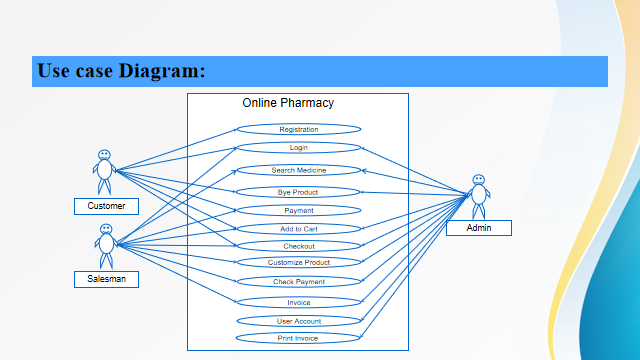 Use case Diagram:
Online Pharmacy
Registration
Login
Search Medicine
Bye Product
Payment
Add to Cart
Checkout
Customize Product
Check Payment
Invoice
User Account
Print Invoice
Customer
Salesman
Admin